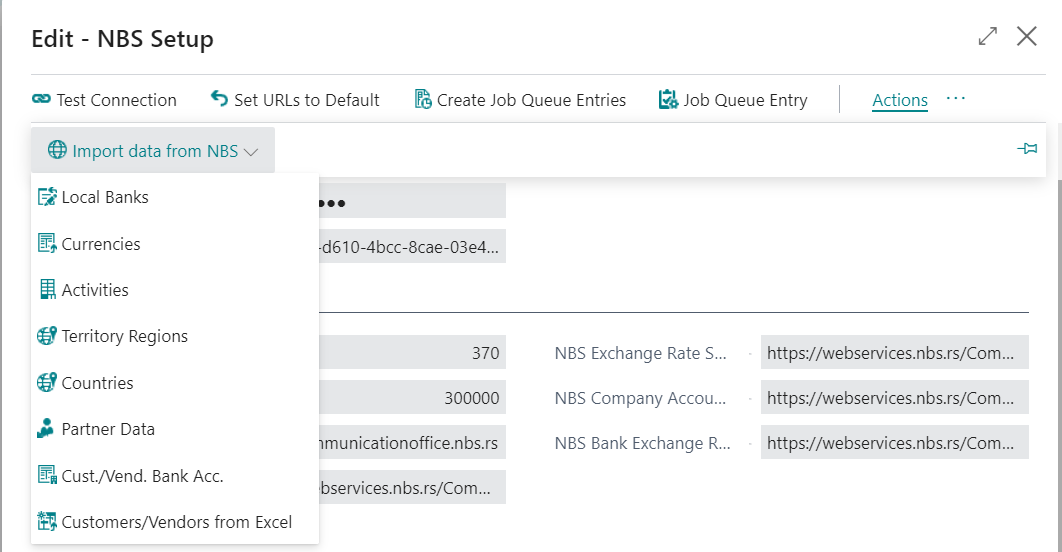 Edit - NBS Setup
Test Connection Set URLs to Default Create Job Queue Entries Job Queue Entry Actions ...
Import data from NBS
Local Banks
-d610-4bcc-8cae-03e4...
Currencies
Activities
Territory Regions
370 NBS Exchange Rate S... https://webservices.nbs.rs/Com...
Countries
300000 NBS Company Accou... https://webservices.nbs.rs/Com...
Partner Data
mmunicationoffice.nbs.rs NBS Bank Exchange R... https://webservices.nbs.rs/Com...
Cust./Vend. Bank Acc.
ebservices.nbs.rs/Com...
Customers/Vendors from Excel